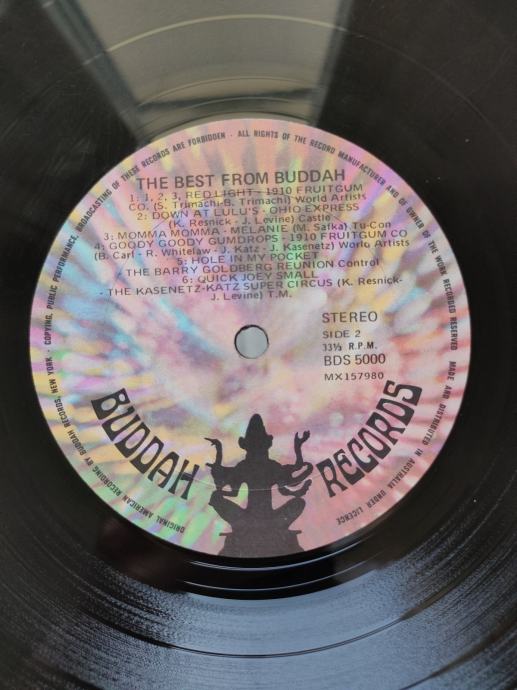 THE BEST FROM BUDDAH
1: 1, 2, 3, RED LIGHT - 1910 FRUITGUM
CO. (S. Trimachi-B. Trimachi) World Artists
2: DOWN AT LULU'S - OHIO EXPRESS
(K. Resnick - J. Levine) Castle
3: MOMMA MOMMA - MELANIE (M. Safka) Tu-Con
4: GOODY GOODY GUMDROPS - 1910 FRUITGUM CO
(B. Carl - R. Whitelaw - J. Katz - J. Kasenetz) World Artists
5: HOLE IN MY POCKET
THE BARRY GOLDBERG REUNION Control
6: QUICK JOEY SMALL
- THE KASENETZ-KATZ SUPER CIRCUS (K. Resnick-
J. Levine) T.M.
STEREO
SIDE 2
33⅓ R.P.M.
BDS 5000
MX157980
BUDDAH RECORDS
ORIGINAL AMERICAN RECORDING BY BUDDAH RECORDS, NEW YORK · COPYING, PUBLIC PERFORMANCE, BROADCASTING OF THESE RECORDS ARE FORBIDDEN · ALL RIGHTS OF THE RECORD MANUFACTURER AND OF OWNER OF THE WORK RECORDED RESERVED MADE AND DISTRIBUTED IN AUSTRALIA UNDER LICENCE